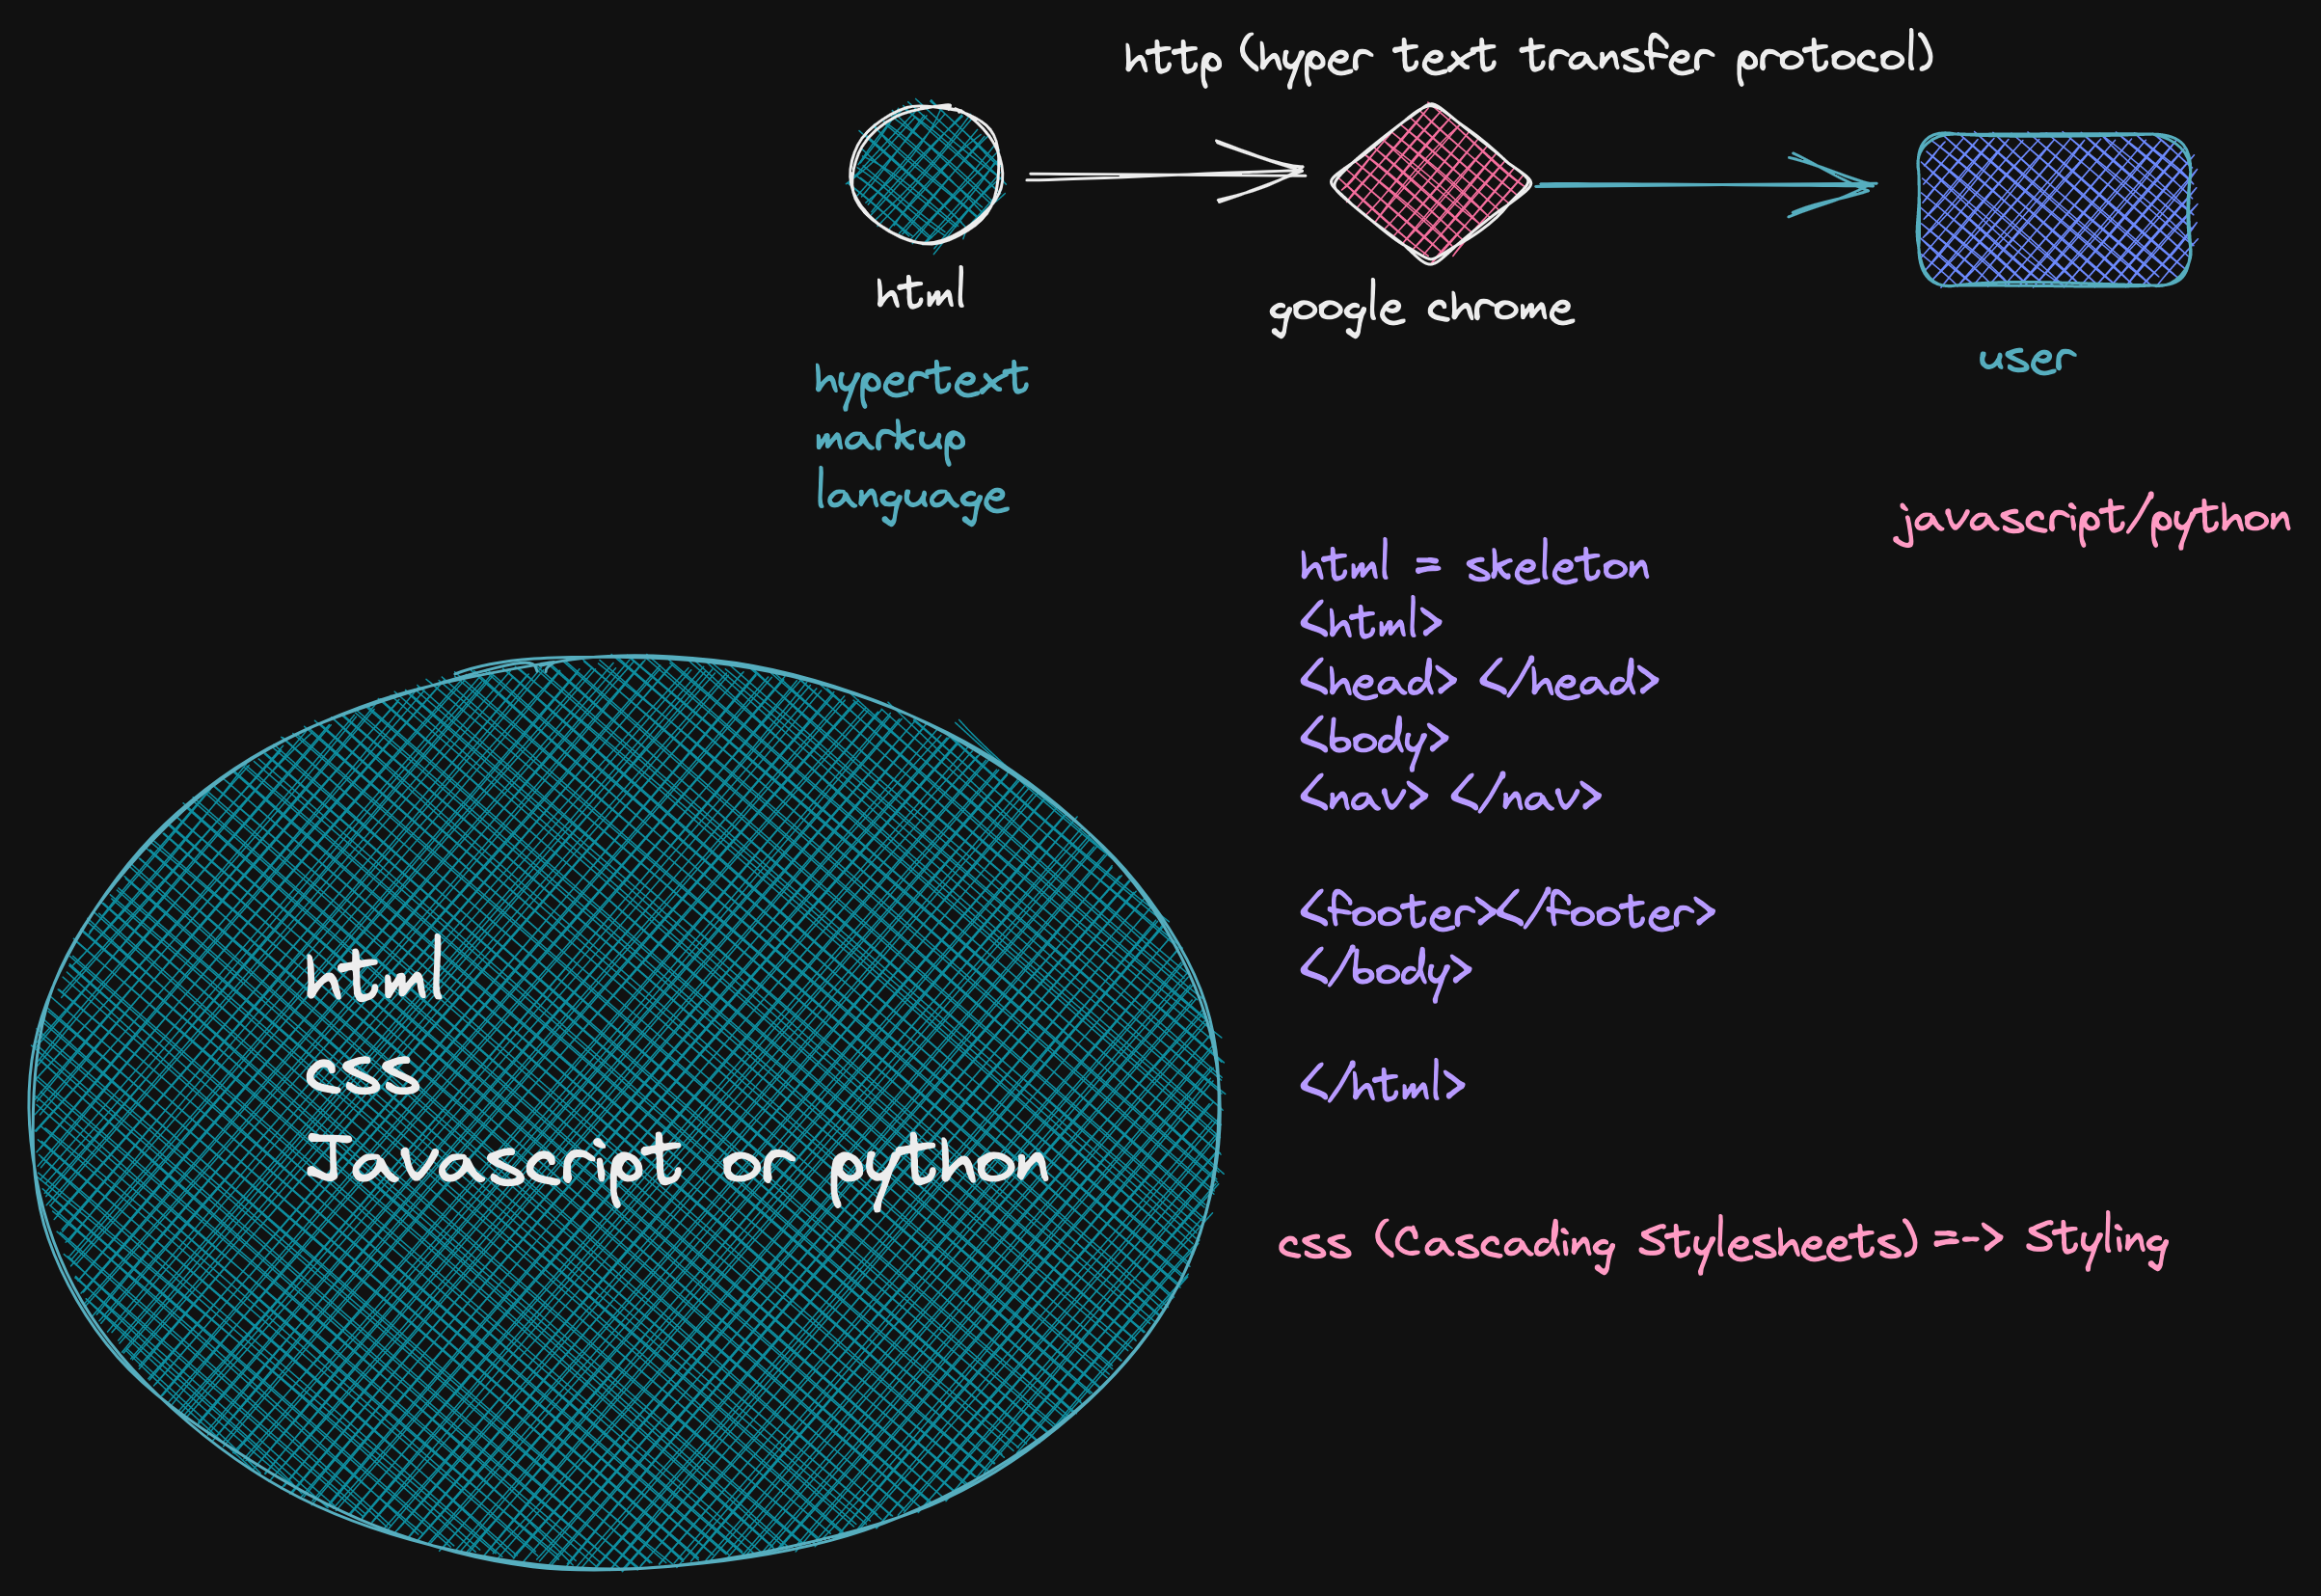 http (hyper text transfer protocol)
html
google chrome
user
hypertext
markup
language
javascript/python
html = skeleton
<html>
<head> </head>
<body>
<nav> </nav>
<footer></footer>
</body>
</html>
html
css
Javascript or python
css (Cascading Stylesheets) =-> Styling